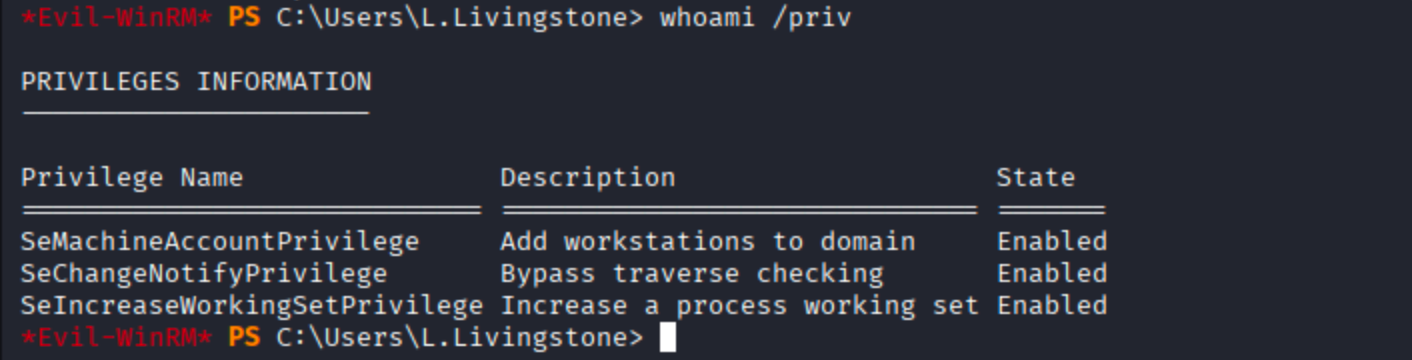 *Evil-WinRM* PS C:\Users\L.Livingstone> whoami /priv
PRIVILEGES INFORMATION
Privilege Name Description State
SeMachineAccountPrivilege Add workstations to domain Enabled
SeChangeNotifyPrivilege Bypass traverse checking Enabled
SeIncreaseWorkingSetPrivilege Increase a process working set Enabled
*Evil-WinRM* PS C:\Users\L.Livingstone>